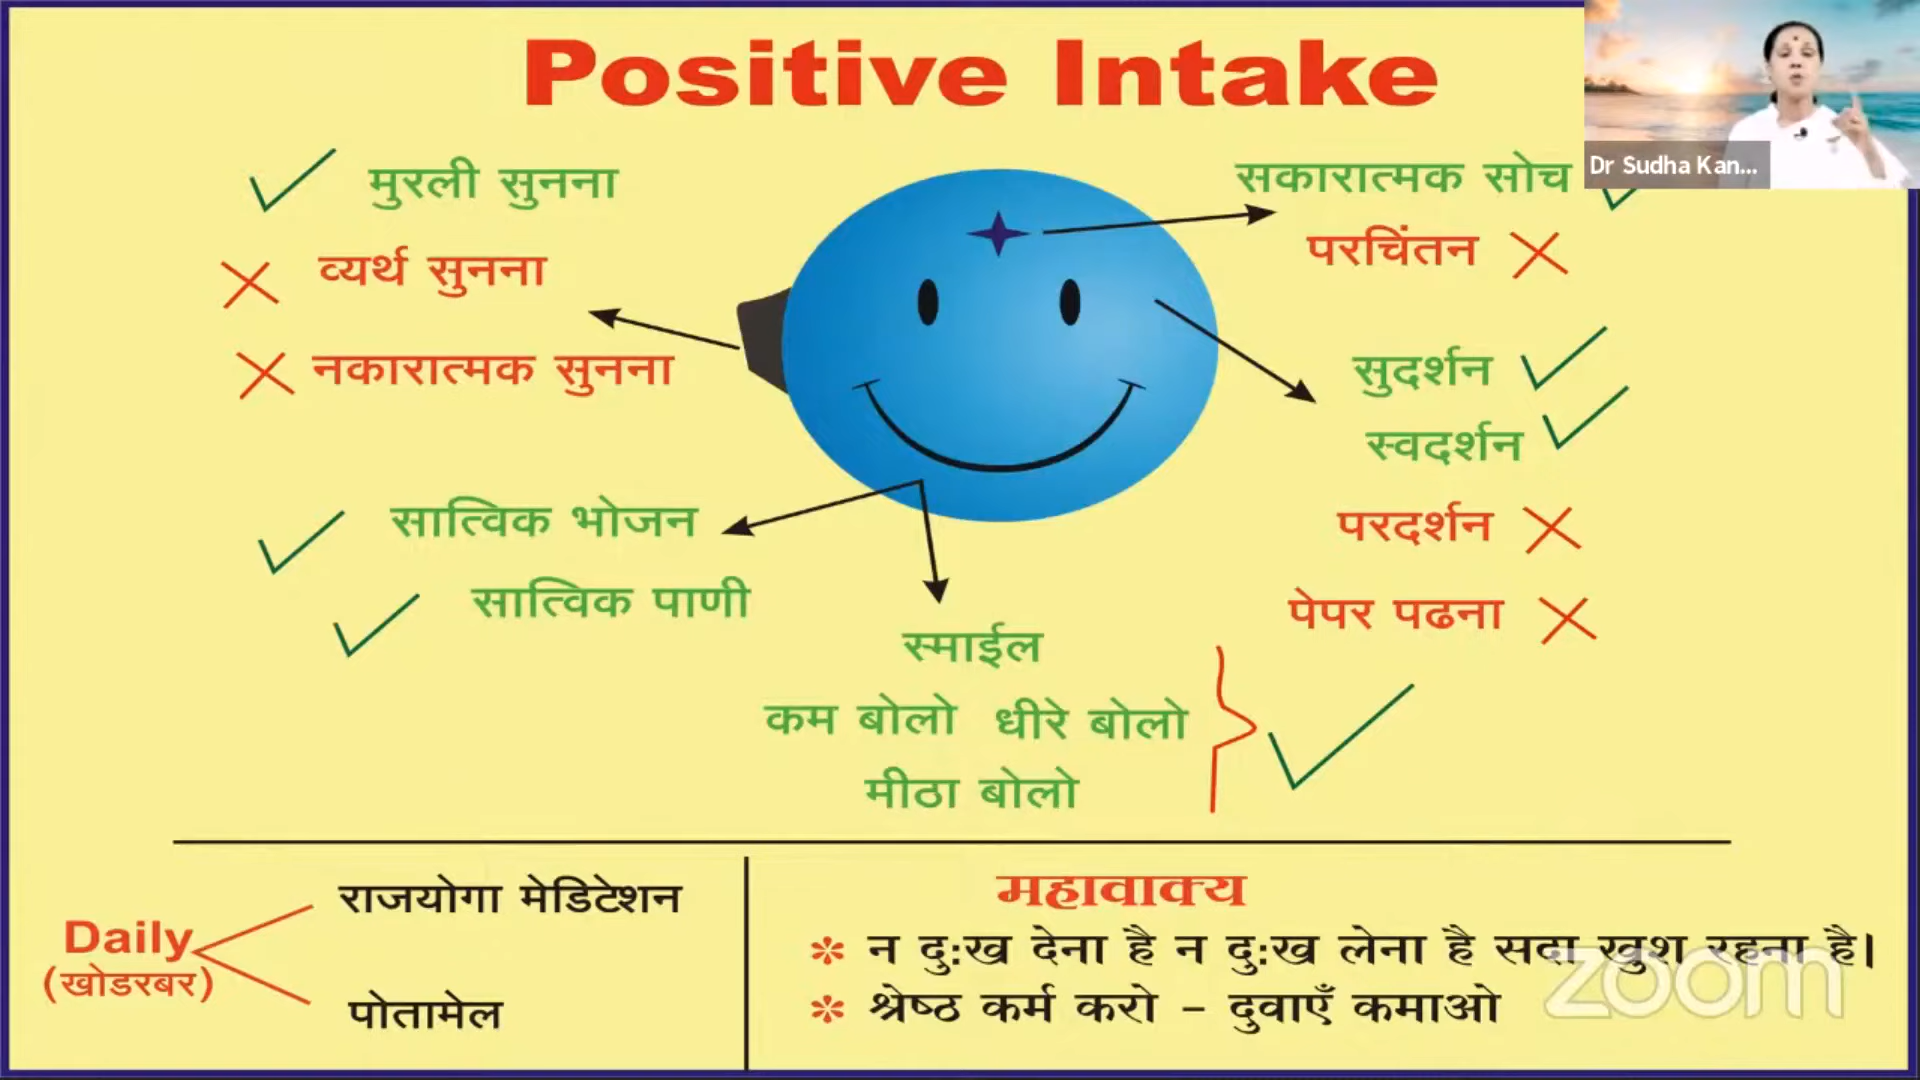 Positive Intake
Dr Sudha Kan...
मुरली सुनना
व्यर्थ सुनना
नकारात्मक सुनना
सकारात्मक सोच
परचिंतन
सुदर्शन
स्वदर्शन
परदर्शन
पेपर पढना
सात्विक भोजन
सात्विक पाणी
स्माईल
कम बोलो धीरे बोलो
मीठा बोलो
Daily
(खोडरबर)
राजयोगा मेडिटेशन
पोतामेल
महावाक्य
* न दुःख देना है न दुःख लेना है सदा खुश रहना है।
* श्रेष्ठ कर्म करो - दुवाएँ कमाओ
zoom